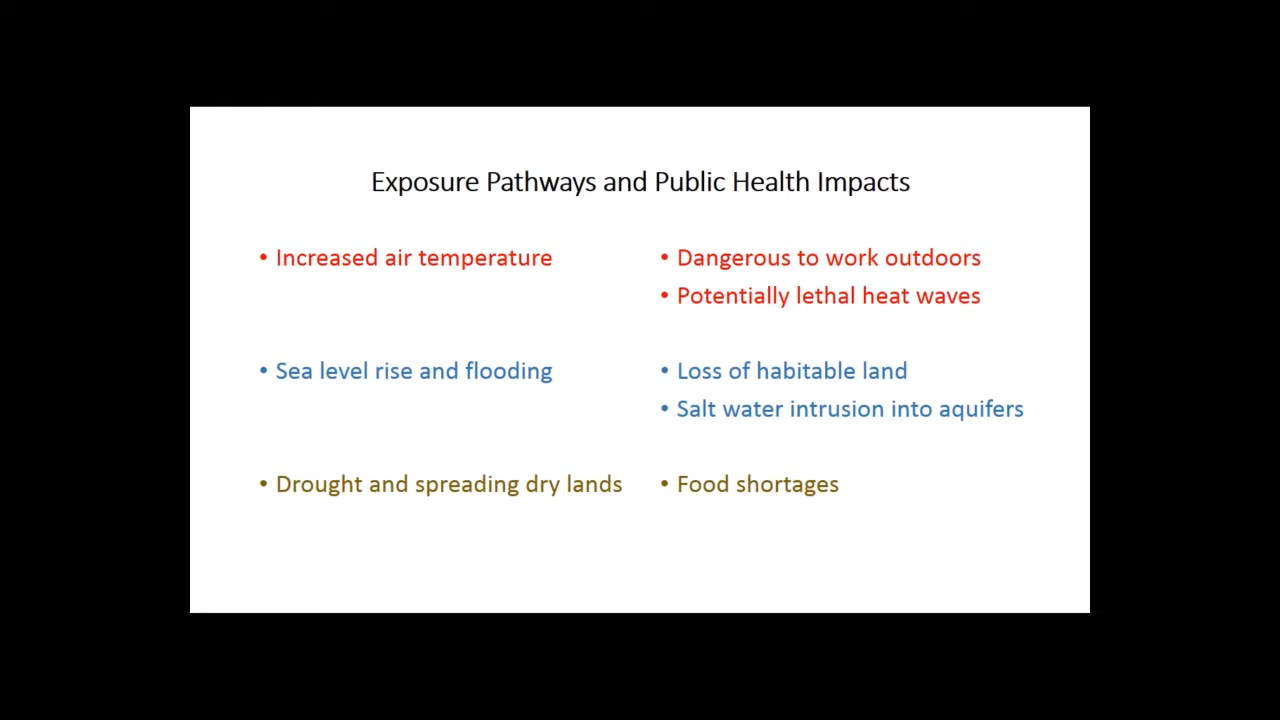 Exposure Pathways and Public Health Impacts
• Increased air temperature
• Dangerous to work outdoors
• Potentially lethal heat waves
• Sea level rise and flooding
• Loss of habitable land
• Salt water intrusion into aquifers
• Drought and spreading dry lands
• Food shortages